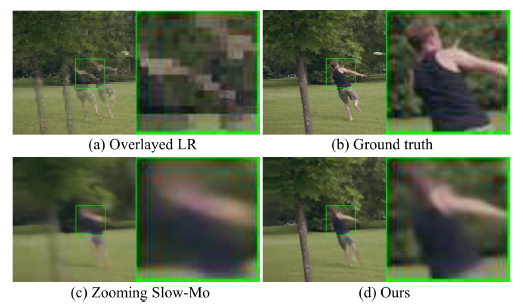 (a) Overlayed LR
(b) Ground truth
(c) Zooming Slow-Mo
(d) Ours